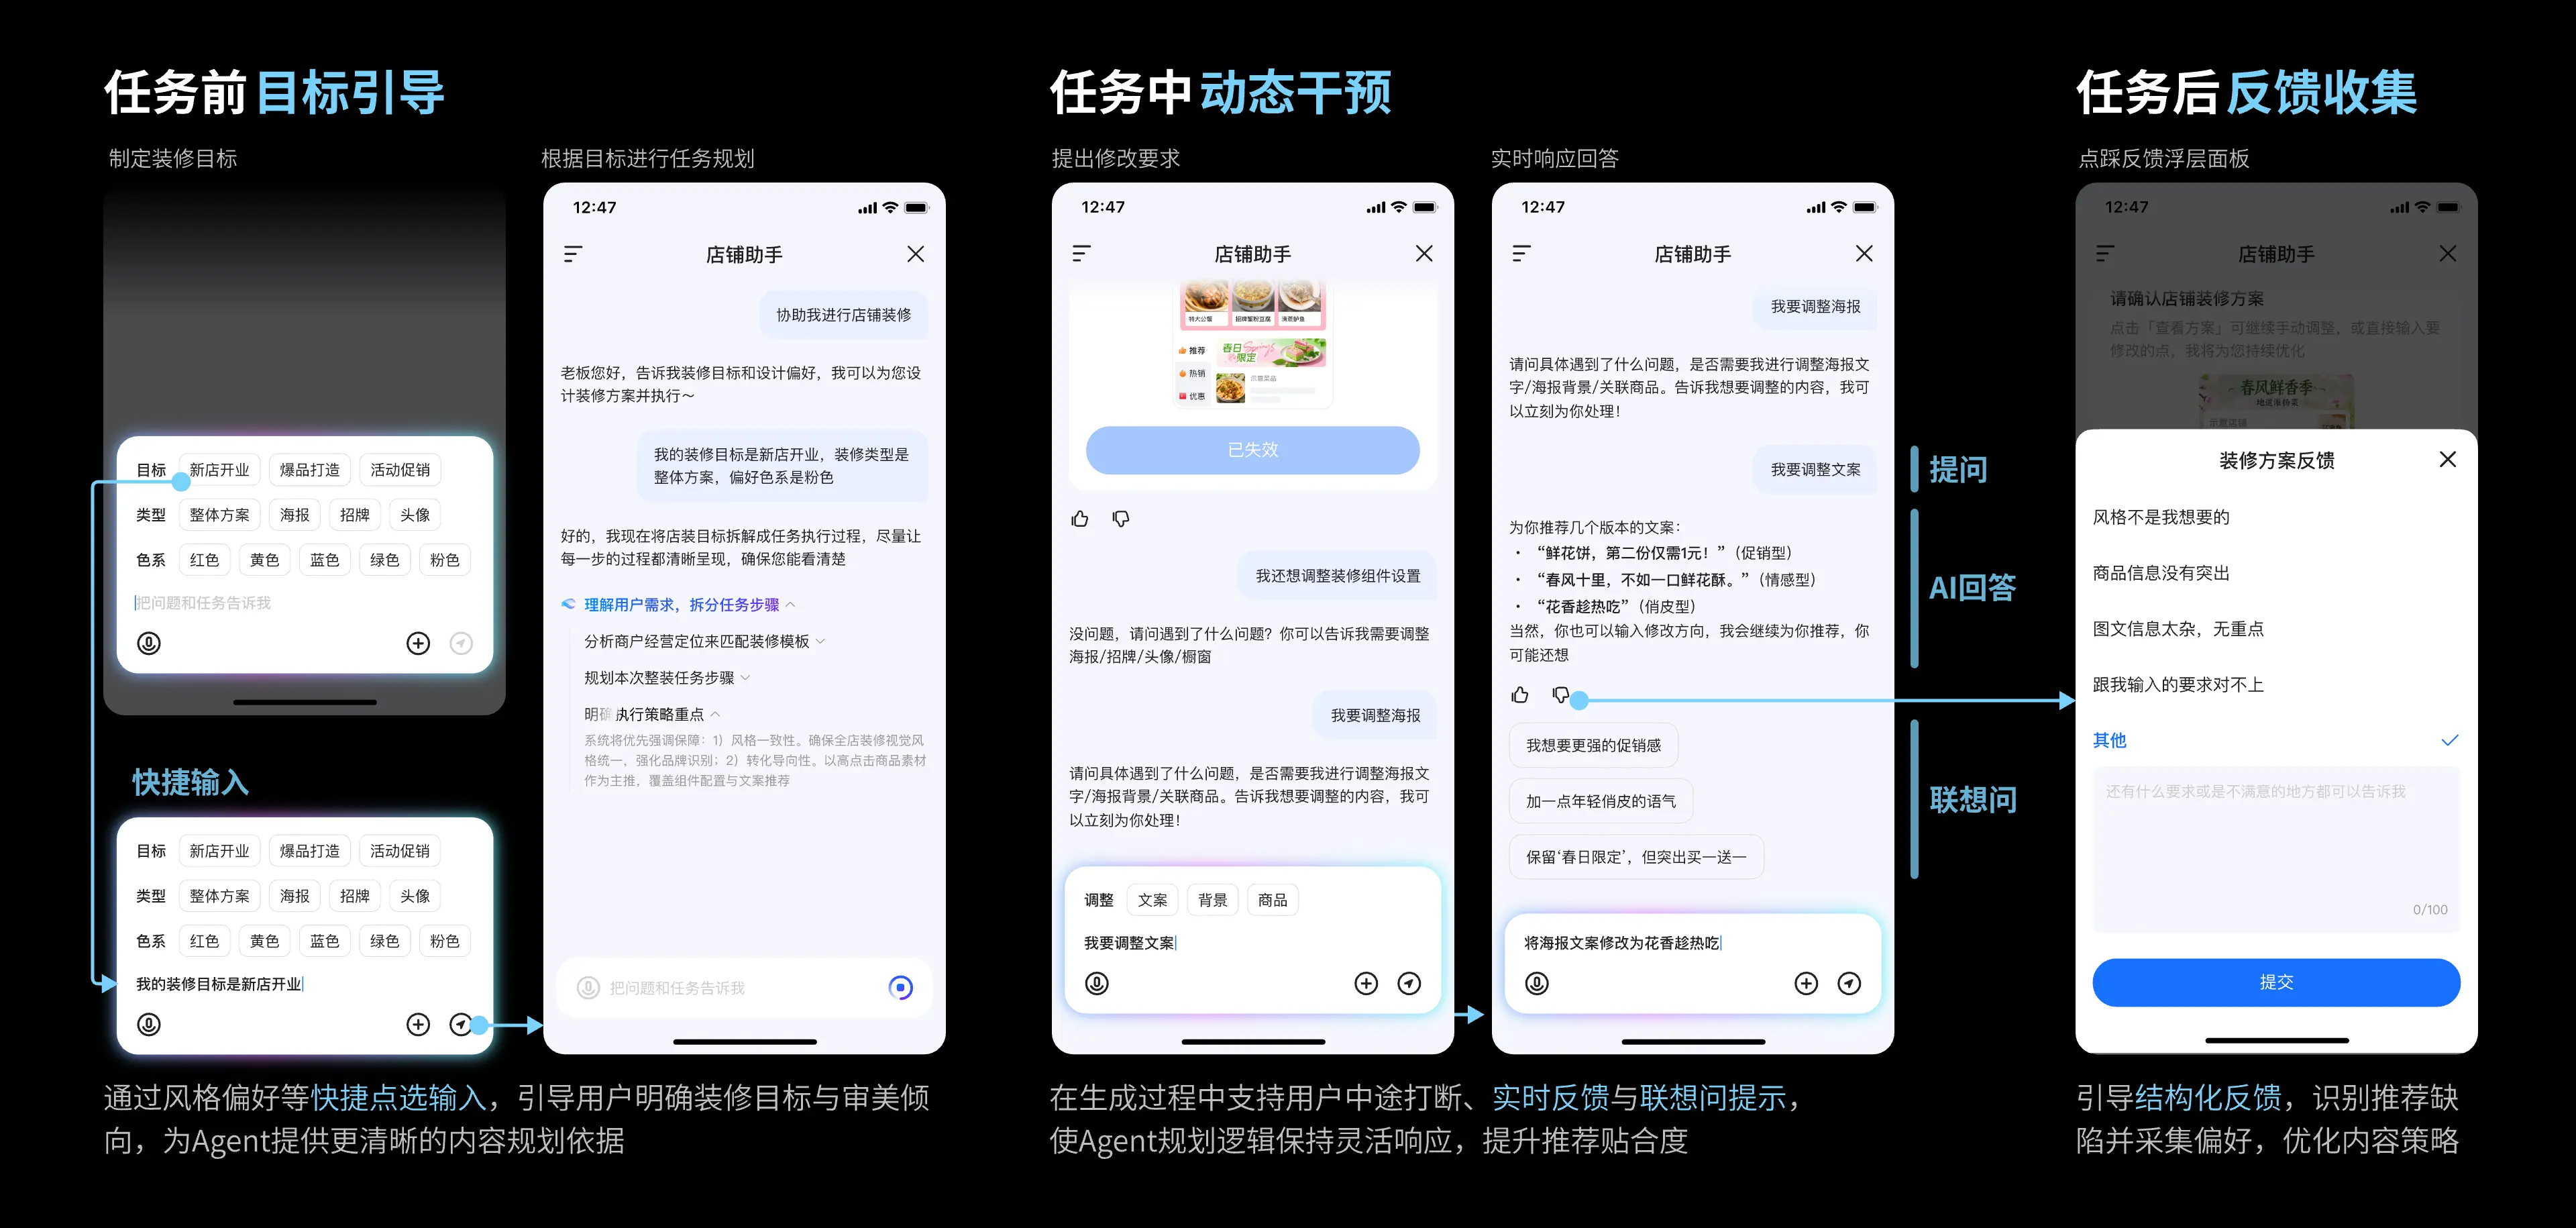 任务前 目标引导
制定装修目标
目标 新店开业 爆品打造 活动促销
类型 整体方案 海报 招牌 头像
色系 红色 黄色 蓝色 绿色 粉色
把问题和任务告诉我
快捷输入
目标 新店开业 爆品打造 活动促销
类型 整体方案 海报 招牌 头像
色系 红色 黄色 蓝色 绿色 粉色
我的装修目标是新店开业
根据目标进行任务规划
12:47
店铺助手
协助我进行店铺装修
老板您好，告诉我装修目标和设计偏好，我可以为您设
计装修方案并执行～
我的装修目标是新店开业，装修类型是
整体方案，偏好色系是粉色
好的，我现在将店装目标拆解成任务执行过程，尽量让
每一步的过程都清晰呈现，确保您能看清楚
理解用户需求，拆分任务步骤
分析商户经营定位来匹配装修模板
规划本次整装任务步骤
明确执行策略重点
系统将优先强调保障：1）风格一致性。确保全店装修视觉风
格统一，强化品牌识别；2）转化导向性。以高点击商品素材
作为主推，覆盖组件配置与文案推荐
把问题和任务告诉我
通过风格偏好等快捷点选输入，引导用户明确装修目标与审美倾
向，为Agent提供更清晰的内容规划依据
任务中 动态干预
提出修改要求
12:47
店铺助手
特大公蟹 招牌蟹粉豆腐 满意鲈鱼
推荐
春日
限定
Spring
热销
示意菜品
优惠
已失效
我还想调整装修组件设置
没问题，请问遇到了什么问题？你可以告诉我需要调整
海报/招牌/头像/橱窗
我要调整海报
请问具体遇到了什么问题，是否需要我进行调整海报文
字/海报背景/关联商品。告诉我想要调整的内容，我可
以立刻为你处理！
调整 文案 背景 商品
我要调整文案
实时响应回答
12:47
店铺助手
我要调整海报
请问具体遇到了什么问题，是否需要我进行调整海报文
字/海报背景/关联商品。告诉我想要调整的内容，我可
以立刻为你处理！
我要调整文案
为你推荐几个版本的文案：
· “鲜花饼，第二份仅需1元！”（促销型）
· “春风十里，不如一口鲜花酥。”（情感型）
· “花香趁热吃”（俏皮型）
当然，你也可以输入修改方向，我会继续为你推荐，你
可能还想
我想要更强的促销感
加一点年轻俏皮的语气
保留‘春日限定’，但突出买一送一
将海报文案修改为花香趁热吃
提问
AI回答
联想问
在生成过程中支持用户中途打断、实时反馈与联想问提示，
使Agent规划逻辑保持灵活响应，提升推荐贴合度
任务后 反馈收集
点踩反馈浮层面板
12:47
店铺助手
请确认店铺装修方案
点击「查看方案」可继续手动调整，或直接输入要
修改的点，我将为您持续优化
春风鲜香季
地道淮扬菜
示意店铺
装修方案反馈
风格不是我想要的
商品信息没有突出
图文信息太杂，无重点
跟我输入的要求对不上
其他
还有什么要求或是不满意的地方都可以告诉我
0/100
提交
引导结构化反馈，识别推荐缺
陷并采集偏好，优化内容策略